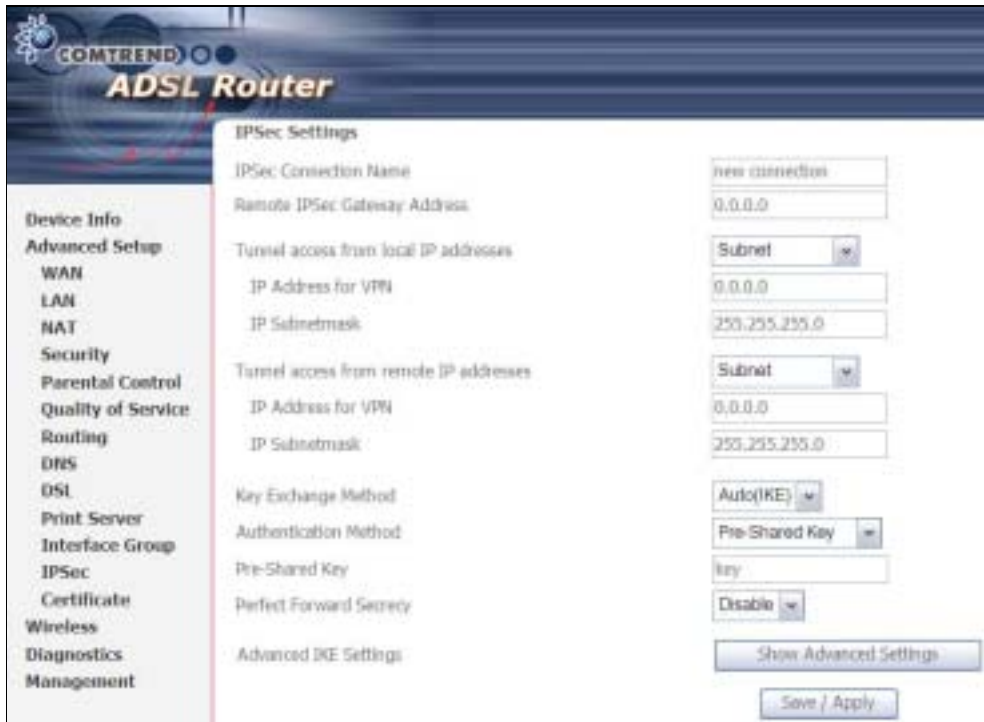 COMTREND
ADSL Router
Device Info
Advanced Setup
WAN
LAN
NAT
Security
Parental Control
Quality of Service
Routing
DNS
DSL
Print Server
Interface Group
IPSec
Certificate
Wireless
Diagnostics
Management
IPSec Settings
IPSec Connection Name new connection
Remote IPSec Gateway Address 0.0.0.0
Tunnel access from local IP addresses Subnet
IP Address for VPN 0.0.0.0
IP Subnetmask 255.255.255.0
Tunnel access from remote IP addresses Subnet
IP Address for VPN 0.0.0.0
IP Subnetmask 255.255.255.0
Key Exchange Method Auto(IKE)
Authentication Method Pre-Shared Key
Pre-Shared Key key
Perfect Forward Secrecy Disable
Advanced IKE Settings Show Advanced Settings
Save / Apply